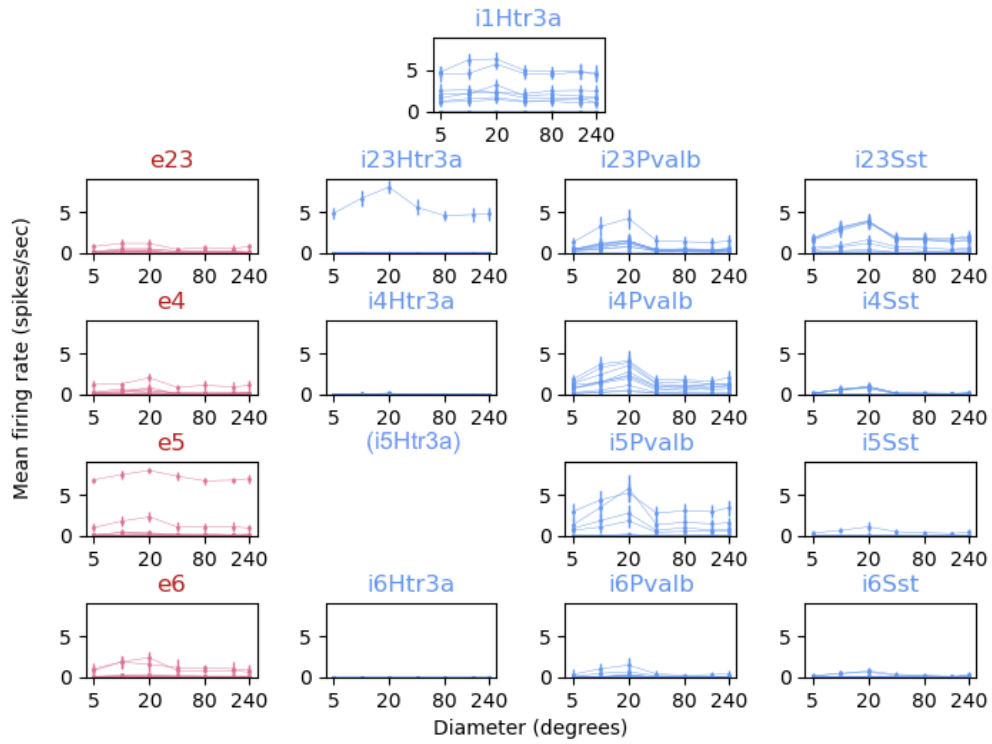 i1Htr3a
5
0
5 20 80 240
e23 i23Htr3a i23Pvalb i23Sst
5 5 5 5
0 0 0 0
5 20 80 240 5 20 80 240 5 20 80 240 5 20 80 240
e4 i4Htr3a i4Pvalb i4Sst
5 5 5 5
0 0 0 0
5 20 80 240 5 20 80 240 5 20 80 240 5 20 80 240
e5 (i5Htr3a) i5Pvalb i5Sst
5 5 5
0 0 0
5 20 80 240 5 20 80 240 5 20 80 240
e6 i6Htr3a i6Pvalb i6Sst
5 5 5 5
0 0 0 0
5 20 80 240 5 20 80 240 5 20 80 240 5 20 80 240
Mean firing rate (spikes/sec)
Diameter (degrees)